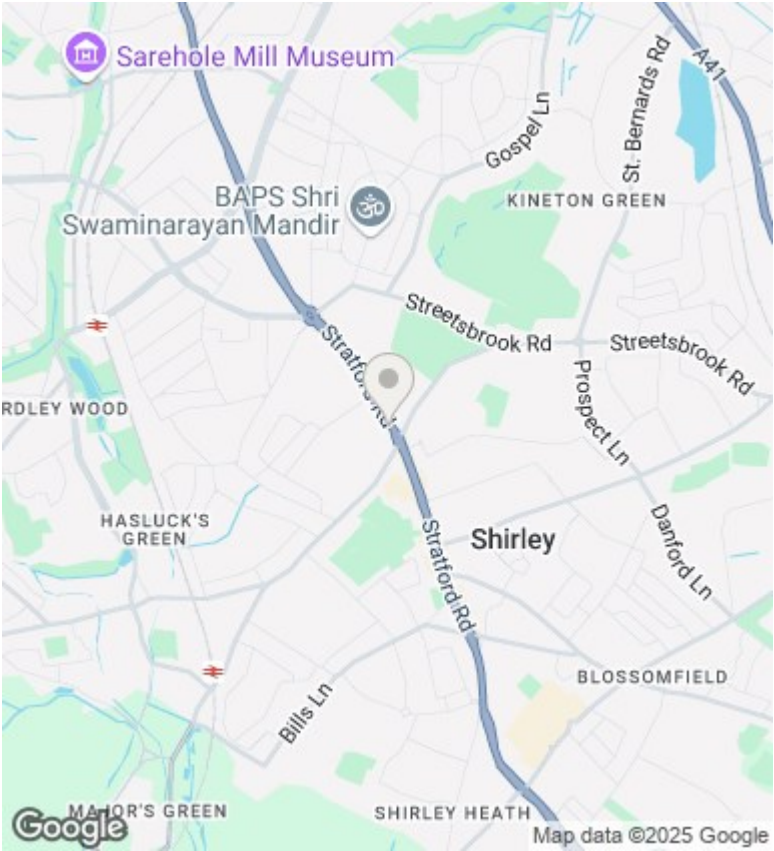 Sarehole Mill Museum
A41
St. Bernards Rd
Gospel Ln
BAPS Shri
Swaminarayan Mandir
KINETON GREEN
Streetsbrook Rd
Streetsbrook Rd
Stratford Rd
Prospect Ln
RDLEY WOOD
HASLUCK'S
GREEN
Shirley
Danford Ln
Stratford Rd
BLOSSOMFIELD
Bills Ln
MAJOR'S GREEN
SHIRLEY HEATH
Google
Map data ©2025 Google